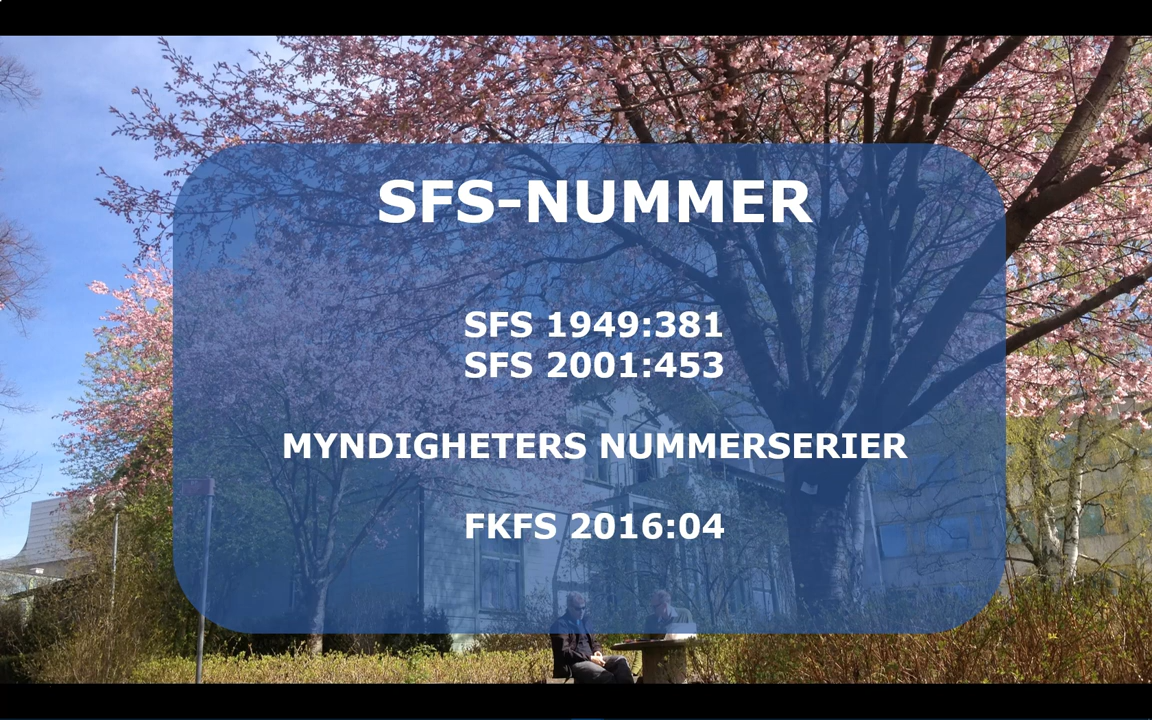 SFS-NUMMER
SFS 1949:381
SFS 2001:453
MYNDIGHETERS NUMMERSERIER
FKFS 2016:04